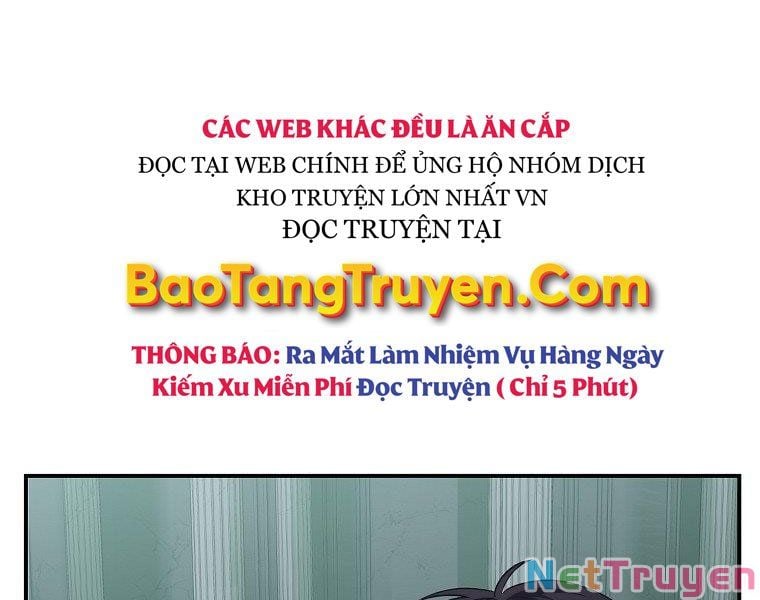 CÁC WEB KHÁC ĐỀU LÀ ĂN CẮP
ĐỌC TẠI WEB CHÍNH ĐỂ ỦNG HỘ NHÓM DỊCH
KHO TRUYỆN LỚN NHẤT VN
ĐỌC TRUYỆN TẠI
BaoTangTruyen.Com
THÔNG BÁO: Ra Mắt Làm Nhiệm Vụ Hàng Ngày
Kiếm Xu Miễn Phí Đọc Truyện ( Chỉ 5 Phút)
NetTruyen